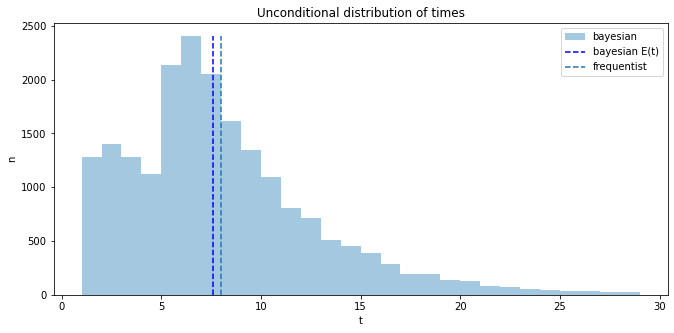 Unconditional distribution of times
2500
2000
1500
1000
500
0
n
bayesian
bayesian E(t)
frequentist
0 5 10 15 20 25 30
t